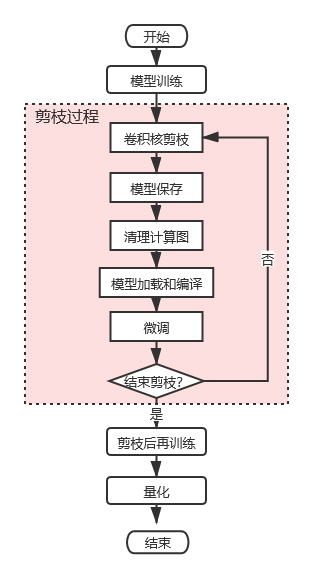 开始
模型训练
剪枝过程
卷积核剪枝
模型保存
清理计算图
模型加载和编译
微调
结束剪枝?
否
是
剪枝后再训练
量化
结束